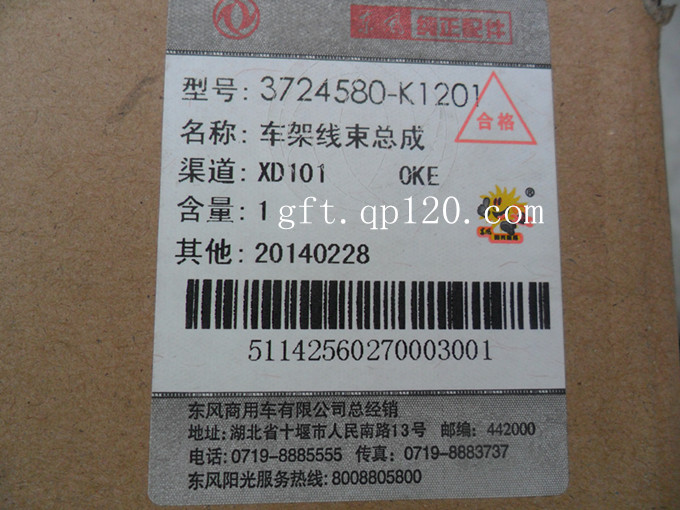 纯正配件
型号: 3724580-K1201
合格
名称: 车架线束总成
渠道: XD101 OKE
含量: 1
gft.qp120.com
®
其他: 20140228
51142560270003001
东风商用车有限公司总经销
地址: 湖北省十堰市人民南路13号 邮编: 442000
电话: 0719-8885555 传真: 0719-8883737
东风阳光服务热线: 8008805800